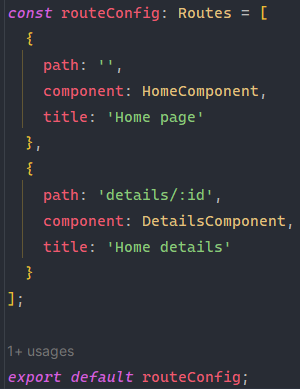 const routeConfig: Routes = [
  {
    path: '',
    component: HomeComponent,
    title: 'Home page'
  },
  {
    path: 'details/:id',
    component: DetailsComponent,
    title: 'Home details'
  }
];
1+ usages
export default routeConfig;